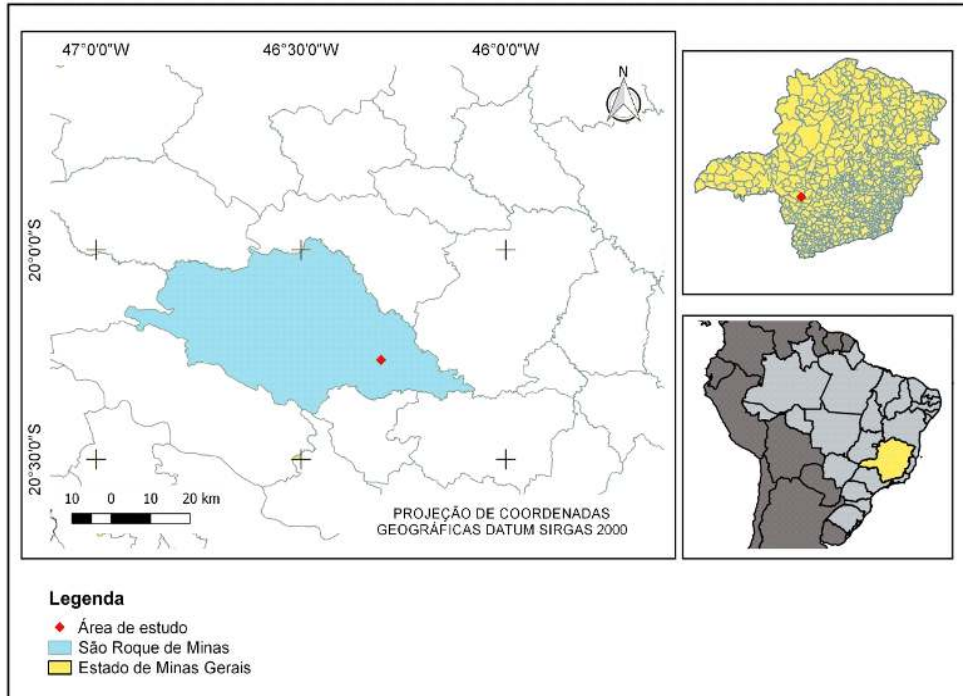 47°0'0"W 46°30'0"W 46°0'0"W
N
20°0'0"S
20°30'0"S
10 0 10 20 km
PROJEÇÃO DE COORDENADAS
GEOGRÁFICAS DATUM SIRGAS 2000
Legenda
Área de estudo
São Roque de Minas
Estado de Minas Gerais